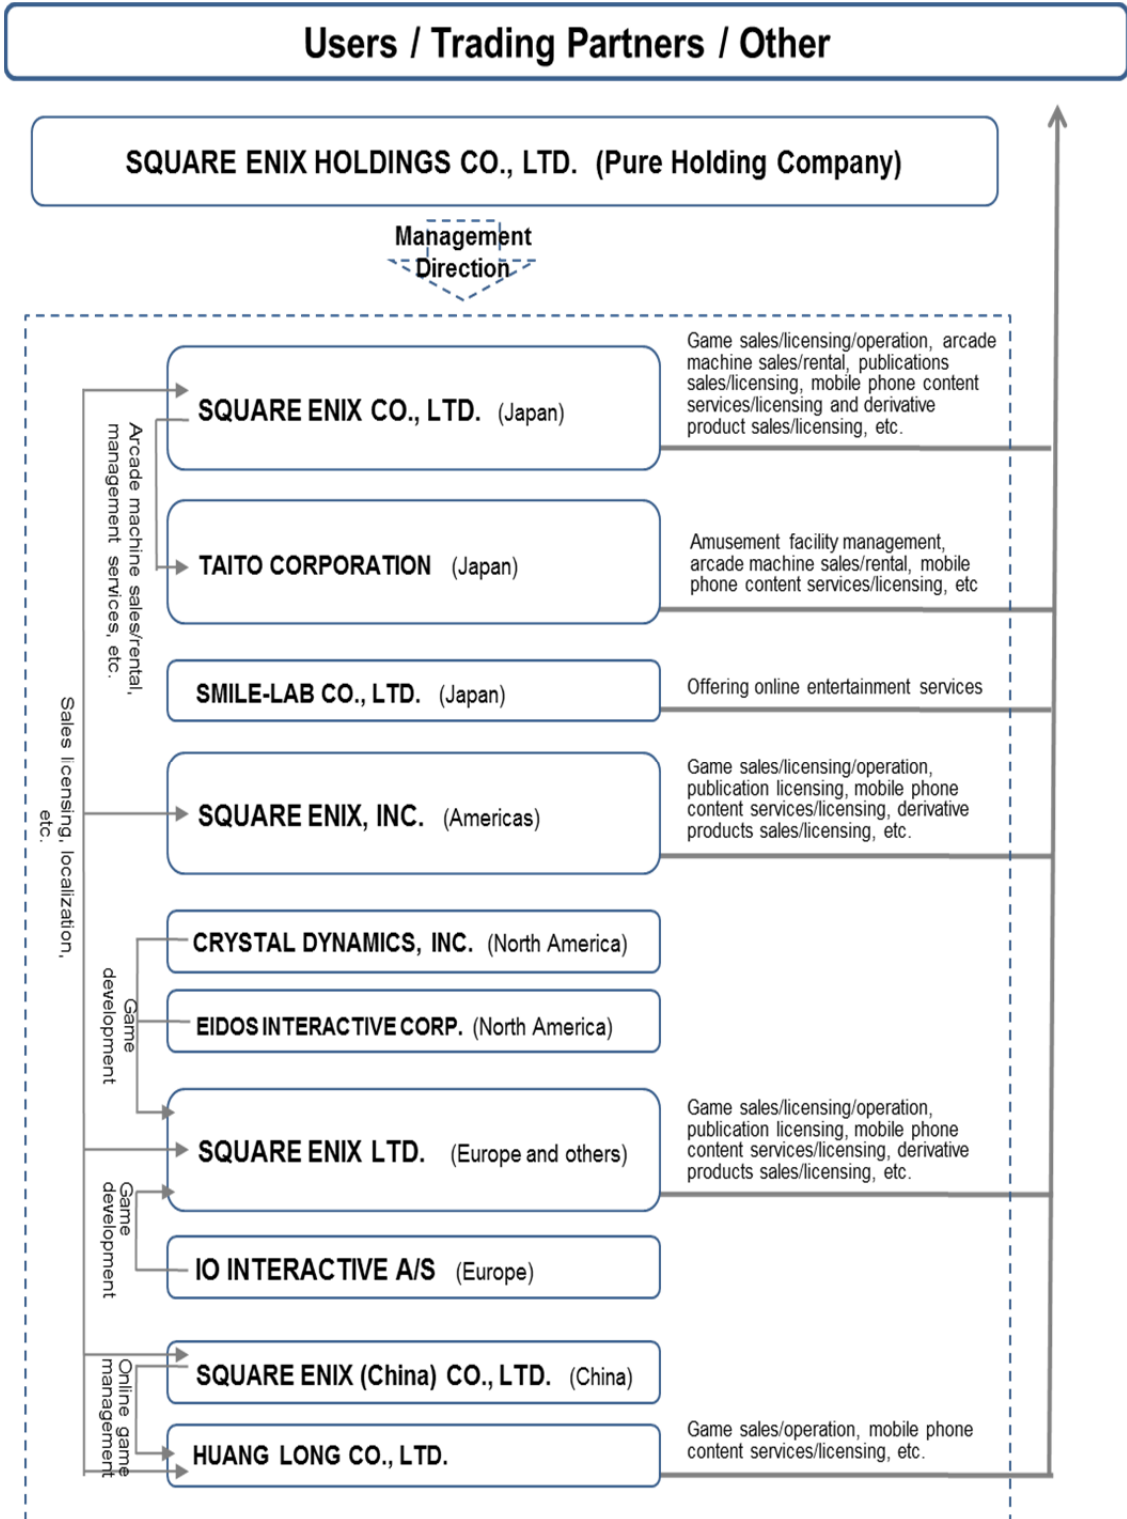 Users / Trading Partners / Other
SQUARE ENIX HOLDINGS CO., LTD. (Pure Holding Company)
Management
Direction
Game sales/licensing/operation, arcade
machine sales/rental, publications
sales/licensing, mobile phone content
services/licensing and derivative
product sales/licensing, etc.
SQUARE ENIX CO., LTD. (Japan)
Arcade machine sales/rental,
management services, etc.
TAITO CORPORATION (Japan)
Amusement facility management,
arcade machine sales/rental, mobile
phone content services/licensing, etc
SMILE-LAB CO., LTD. (Japan)
Offering online entertainment services
Sales licensing, localization,
etc.
SQUARE ENIX, INC. (Americas)
Game sales/licensing/operation,
publication licensing, mobile phone
content services/licensing, derivative
products sales/licensing, etc.
CRYSTAL DYNAMICS, INC. (North America)
Game
development
EIDOS INTERACTIVE CORP. (North America)
SQUARE ENIX LTD. (Europe and others)
Game sales/licensing/operation,
publication licensing, mobile phone
content services/licensing, derivative
products sales/licensing, etc.
Game
development
IO INTERACTIVE A/S (Europe)
SQUARE ENIX (China) CO., LTD. (China)
Online game
management
HUANG LONG CO., LTD.
Game sales/operation, mobile phone
content services/licensing, etc.